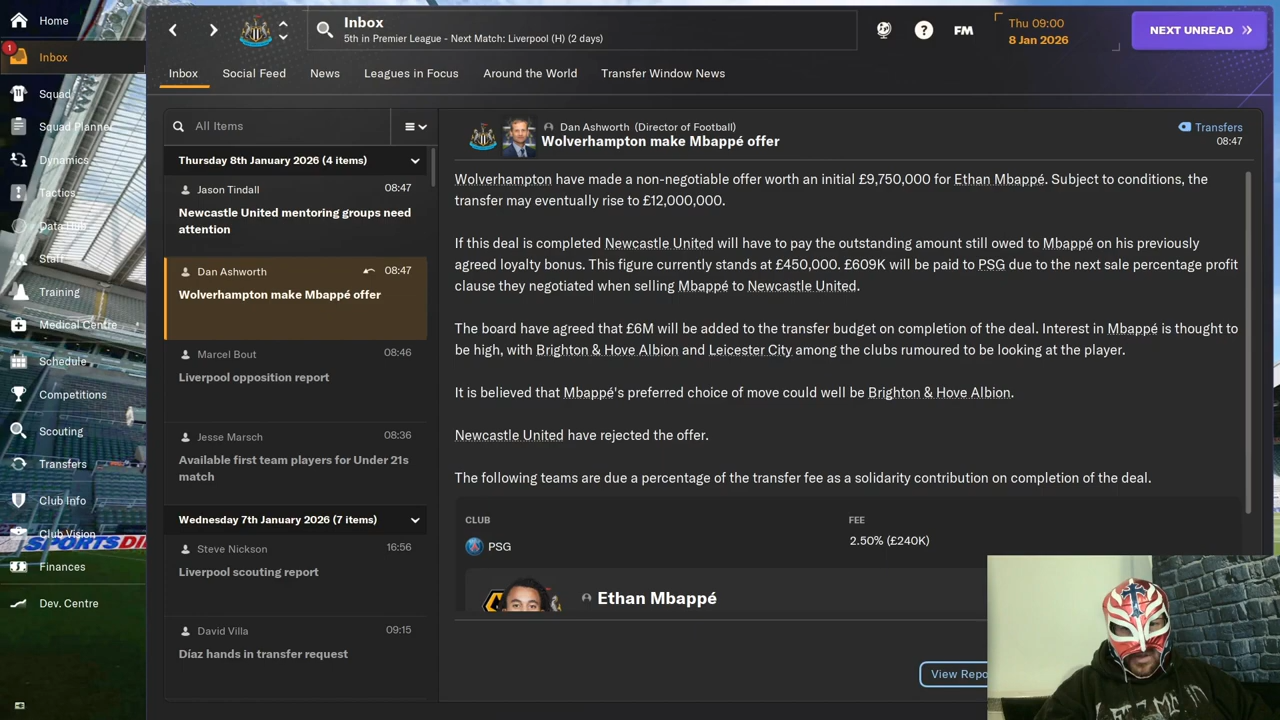 Home
1
Inbox
Squad
Squad Planner
Dynamics
Tactics
Data Hub
Staff
Training
Medical Centre
Schedule
Competitions
Scouting
Transfers
Club Info
Club Vision
SPORTS DI
Finances
Dev. Centre
Inbox
5th in Premier League - Next Match: Liverpool (H) (2 days)
?
FM
Thu 09:00
8 Jan 2026
NEXT UNREAD
Inbox
Social Feed
News
Leagues in Focus
Around the World
Transfer Window News
All Items
Thursday 8th January 2026 (4 items)
Jason Tindall 08:47
Newcastle United mentoring groups need
attention
Dan Ashworth 08:47
Wolverhampton make Mbappé offer
Marcel Bout 08:46
Liverpool opposition report
Jesse Marsch 08:36
Available first team players for Under 21s
match
Wednesday 7th January 2026 (7 items)
Steve Nickson 16:56
Liverpool scouting report
David Villa 09:15
Díaz hands in transfer request
Dan Ashworth (Director of Football)
Wolverhampton make Mbappé offer
Transfers
08:47
Wolverhampton have made a non-negotiable offer worth an initial £9,750,000 for Ethan Mbappé. Subject to conditions, the
transfer may eventually rise to £12,000,000.
If this deal is completed Newcastle United will have to pay the outstanding amount still owed to Mbappé on his previously
agreed loyalty bonus. This figure currently stands at £450,000. £609K will be paid to PSG due to the next sale percentage profit
clause they negotiated when selling Mbappé to Newcastle United.
The board have agreed that £6M will be added to the transfer budget on completion of the deal. Interest in Mbappé is thought to
be high, with Brighton & Hove Albion and Leicester City among the clubs rumoured to be looking at the player.
It is believed that Mbappé's preferred choice of move could well be Brighton & Hove Albion.
Newcastle United have rejected the offer.
The following teams are due a percentage of the transfer fee as a solidarity contribution on completion of the deal.
CLUB FEE
PSG 2.50% (£240K)
Ethan Mbappé
View Repo